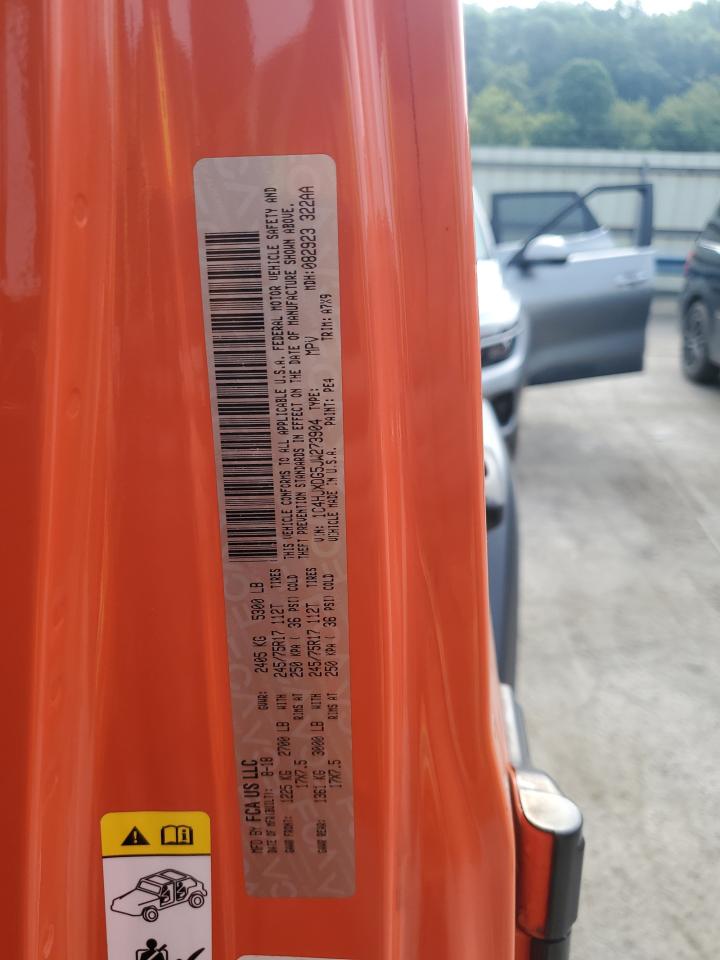 MFD BY FCA US LLC
DATE OF MFR(BUILT): 8-18 GVWR: 2405 KG 5300 LB
GAWR FRONT: 1225 KG 2700 LB WITH 245/75R17 112T TIRES
17X7.5 RIMS AT 250 KPA ( 36 PSI) COLD
GAWR REAR: 1361 KG 3000 LB WITH 245/75R17 112T TIRES
17X7.5 RIMS AT 250 KPA ( 36 PSI) COLD
THIS VEHICLE CONFORMS TO ALL APPLICABLE U.S.A. FEDERAL MOTOR VEHICLE SAFETY AND
THEFT PREVENTION STANDARDS IN EFFECT ON THE DATE OF MANUFACTURE SHOWN ABOVE.
V.I.N: 1C4HJXDG5JW273904 TYPE: MPV MDH:082923 322AA
VEHICLE MADE IN U.S.A. PAINT: PE4 TRIM: A7X9